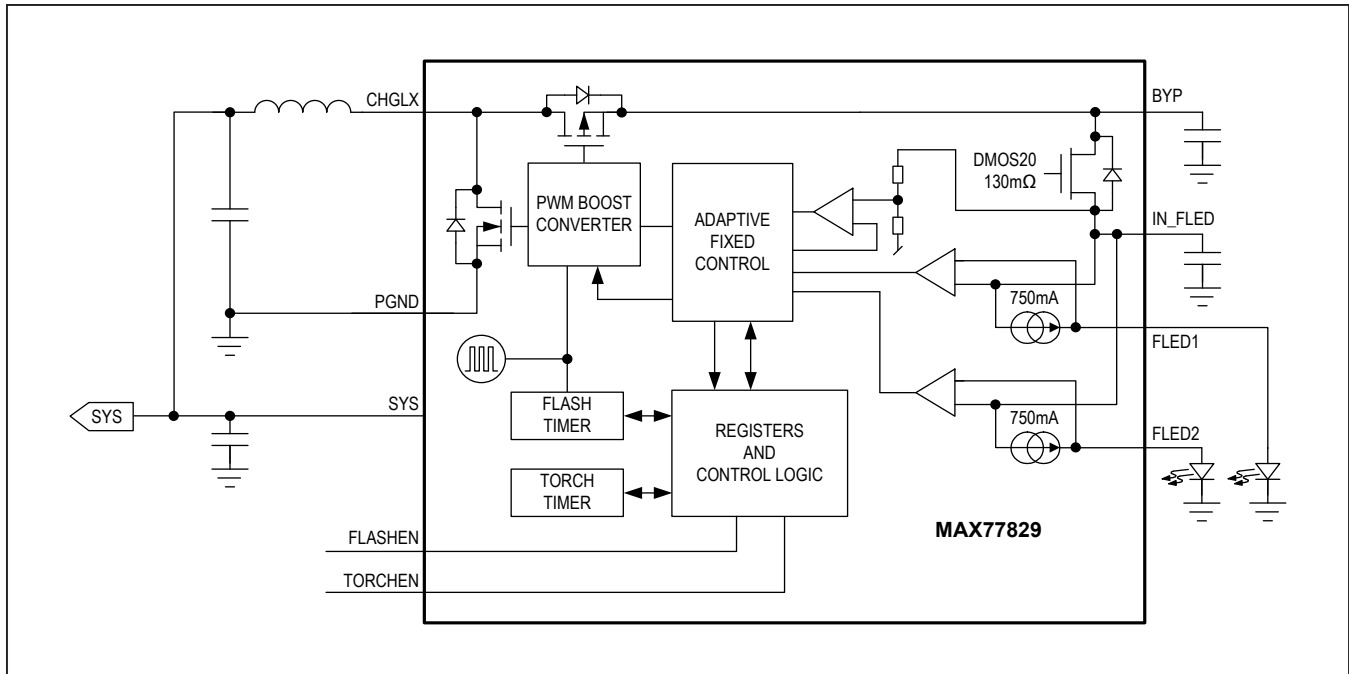 CHGLX
BYP
DMOS20
130mΩ
PWM BOOST
CONVERTER
ADAPTIVE
FIXED
CONTROL
IN_FLED
750mA
PGND
FLED1
SYS
SYS
FLASH
TIMER
REGISTERS
AND
CONTROL LOGIC
750mA
FLED2
TORCH
TIMER
MAX77829
FLASHEN
TORCHEN